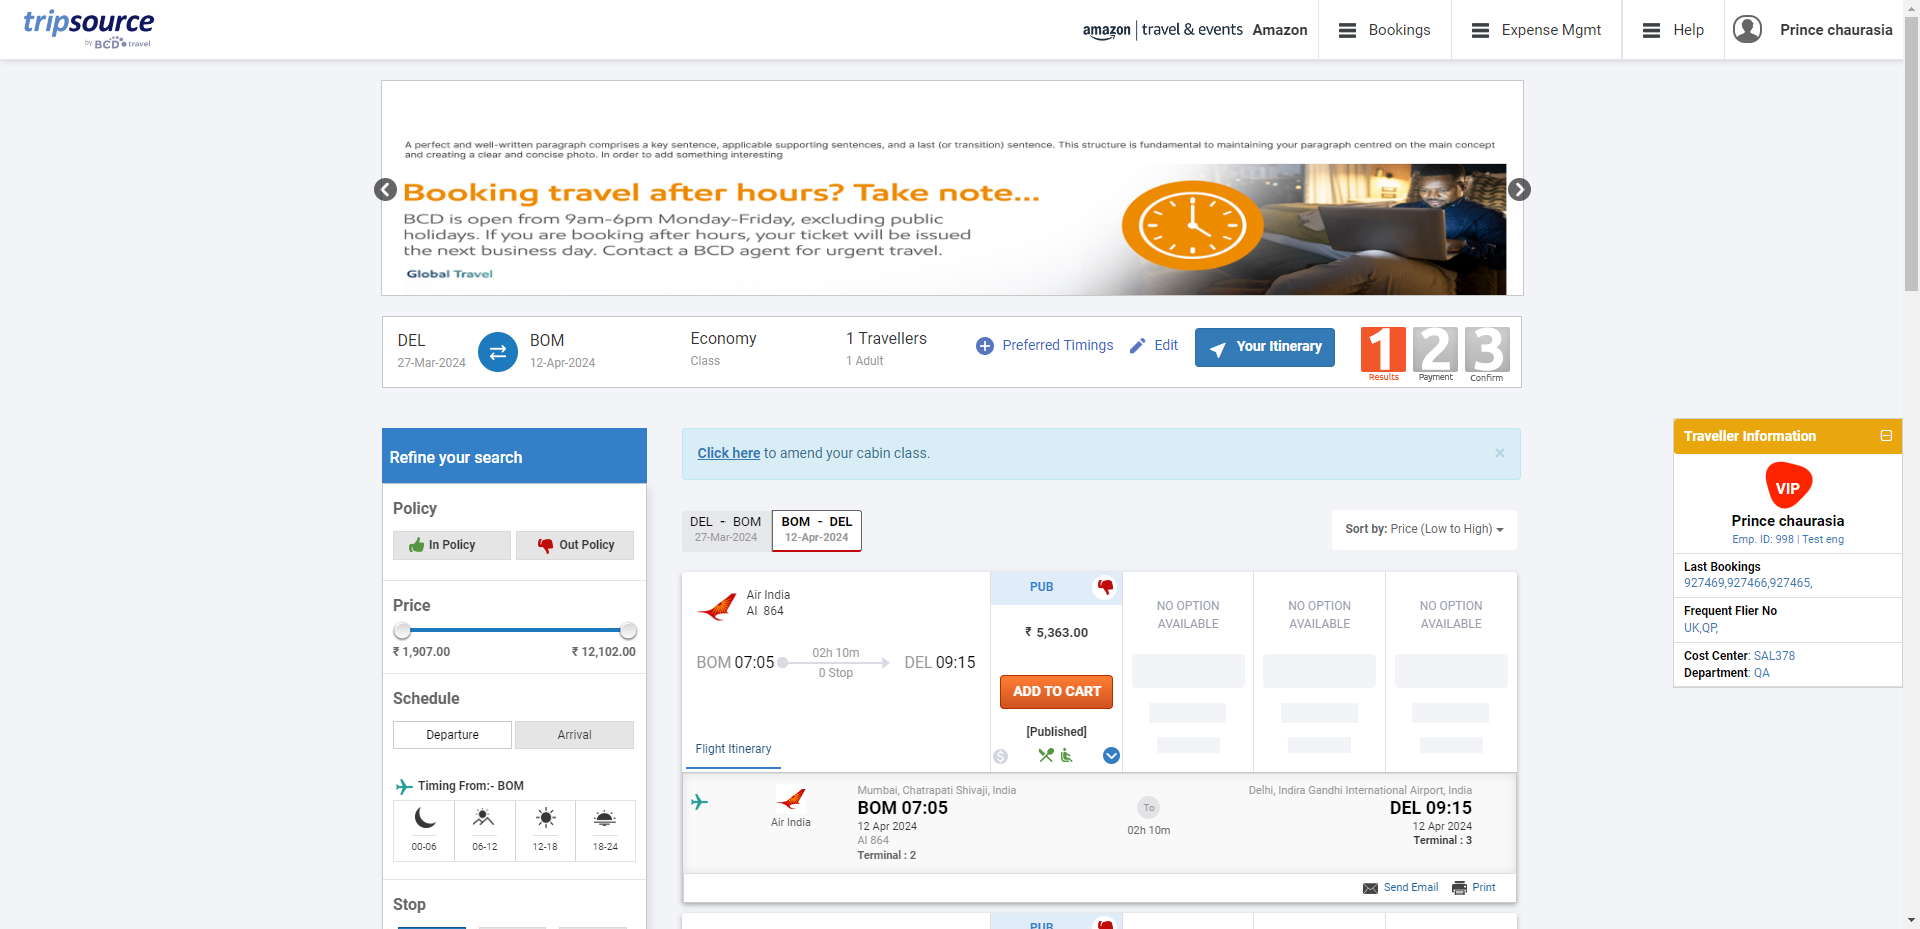 tripsource
by BCD travel
amazon | travel & events Amazon
Bookings
Expense Mgmt
Help
Prince chaurasia
A perfect and well-written paragraph comprises a key sentence, applicable supporting sentences, and a last (or transition) sentence. This structure is fundamental to maintaining your paragraph centred on the main concept
and creating a clear and concise photo. In order to add something interesting
Booking travel after hours? Take note...
BCD is open from 9am-6pm Monday-Friday, excluding public
holidays. If you are booking after hours, your ticket will be issued
the next business day. Contact a BCD agent for urgent travel.
Global Travel
DEL
27-Mar-2024
BOM
12-Apr-2024
Economy
Class
1 Travellers
1 Adult
Preferred Timings
Edit
Your Itinerary
1 2 3
Results Payment Confirm
Refine your search
Policy
In Policy
Out Policy
Price
₹ 1,907.00
₹ 12,102.00
Schedule
Departure
Arrival
Timing From:- BOM
00-06
06-12
12-18
18-24
Stop
Click here to amend your cabin class.
×
DEL - BOM
27-Mar-2024
BOM - DEL
12-Apr-2024
Sort by: Price (Low to High)
Air India
AI 864
BOM 07:05
02h 10m
0 Stop
DEL 09:15
Flight Itinerary
PUB
₹ 5,363.00
ADD TO CART
[Published]
NO OPTION
AVAILABLE
NO OPTION
AVAILABLE
NO OPTION
AVAILABLE
Air India
Mumbai, Chatrapati Shivaji, India
BOM 07:05
12 Apr 2024
AI 864
Terminal : 2
To
02h 10m
Delhi, Indira Gandhi International Airport, India
DEL 09:15
12 Apr 2024
Terminal : 3
Send Email
Print
PUB
Traveller Information
VIP
Prince chaurasia
Emp. ID: 998 | Test eng
Last Bookings
927469,927466,927465,
Frequent Flier No
UK,QP,
Cost Center: SAL378
Department: QA